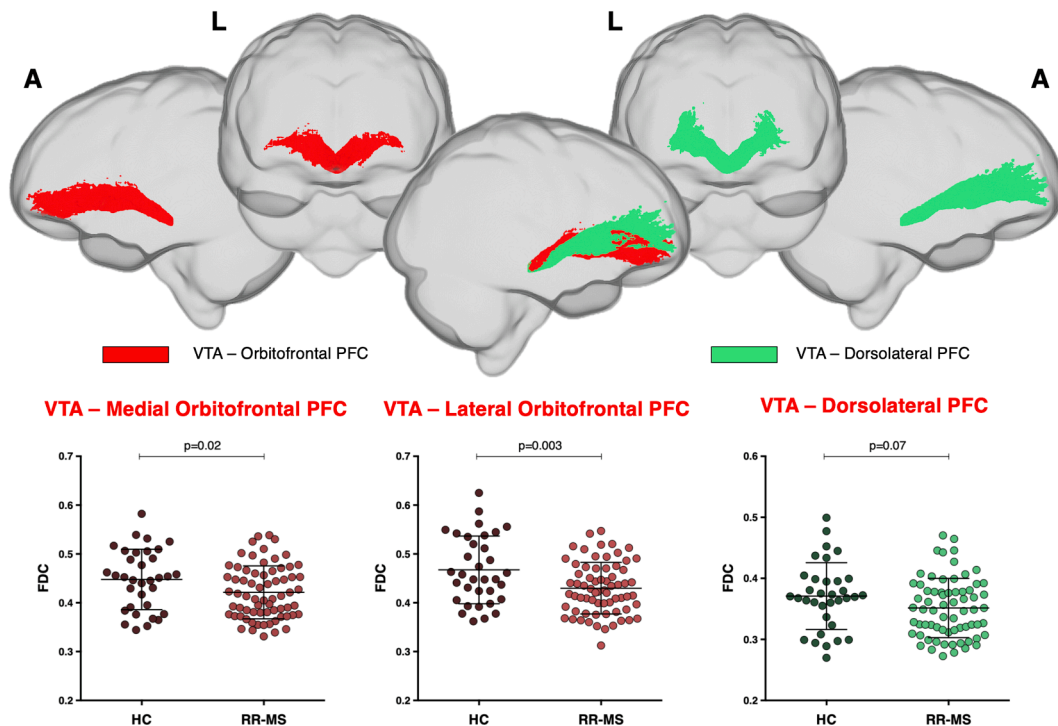 L
L
A
A
VTA – Orbitofrontal PFC
VTA – Dorsolateral PFC
VTA – Medial Orbitofrontal PFC
p=0.02
0.7
0.6
0.5
0.4
0.3
0.2
FDC
HC
RR-MS
VTA – Lateral Orbitofrontal PFC
p=0.003
0.7
0.6
0.5
0.4
0.3
0.2
FDC
HC
RR-MS
VTA – Dorsolateral PFC
p=0.07
0.6
0.5
0.4
0.3
0.2
FDC
HC
RR-MS